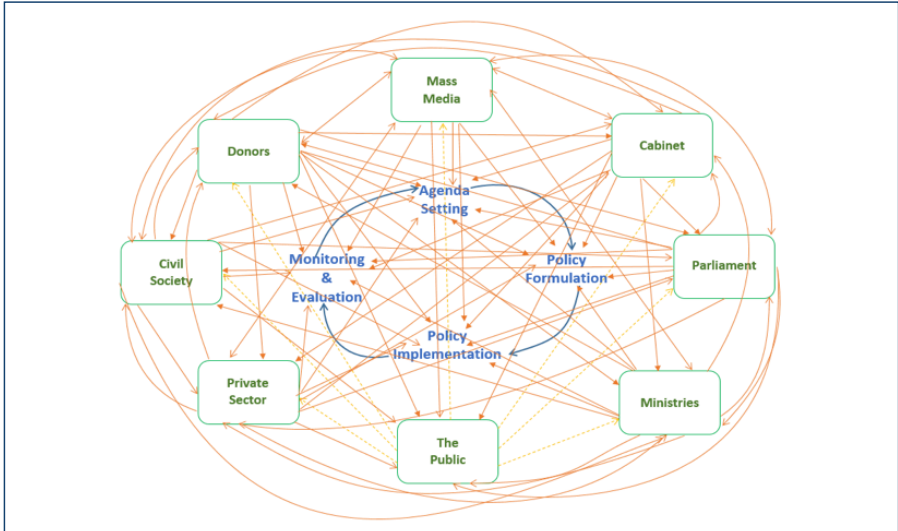 Mass
Media
Donors
Cabinet
Agenda
Setting
Civil
Society
Monitoring
&
Evaluation
Policy
Formulation
Parliament
Policy
Implementation
Private
Sector
Ministries
The
Public